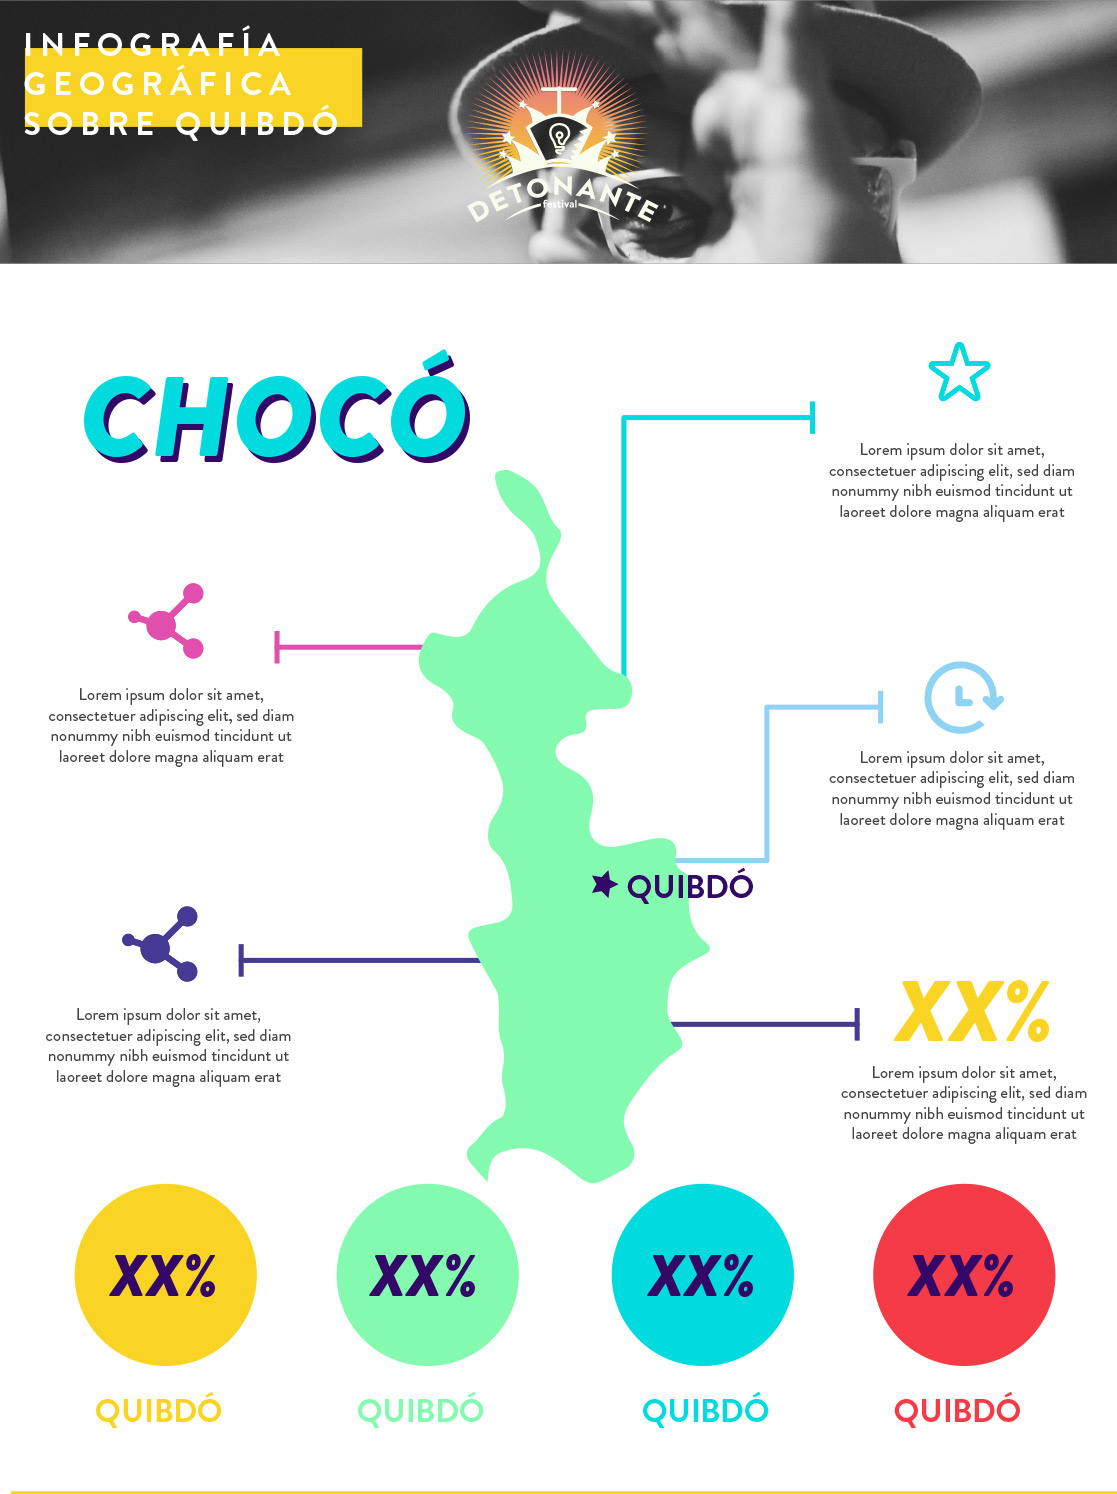 INFOGRAFÍA
GEOGRÁFICA
SOBRE QUIBDÓ
DETONANTE
festival
CHOCÓ
Lorem ipsum dolor sit amet,
consectetuer adipiscing elit, sed diam
nonummy nibh euismod tincidunt ut
laoreet dolore magna aliquam erat
Lorem ipsum dolor sit amet,
consectetuer adipiscing elit, sed diam
nonummy nibh euismod tincidunt ut
laoreet dolore magna aliquam erat
Lorem ipsum dolor sit amet,
consectetuer adipiscing elit, sed diam
nonummy nibh euismod tincidunt ut
laoreet dolore magna aliquam erat
QUIBDÓ
Lorem ipsum dolor sit amet,
consectetuer adipiscing elit, sed diam
nonummy nibh euismod tincidunt ut
laoreet dolore magna aliquam erat
XX%
Lorem ipsum dolor sit amet,
consectetuer adipiscing elit, sed diam
nonummy nibh euismod tincidunt ut
laoreet dolore magna aliquam erat
XX%
XX%
XX%
XX%
QUIBDÓ
QUIBDÓ
QUIBDÓ
QUIBDÓ